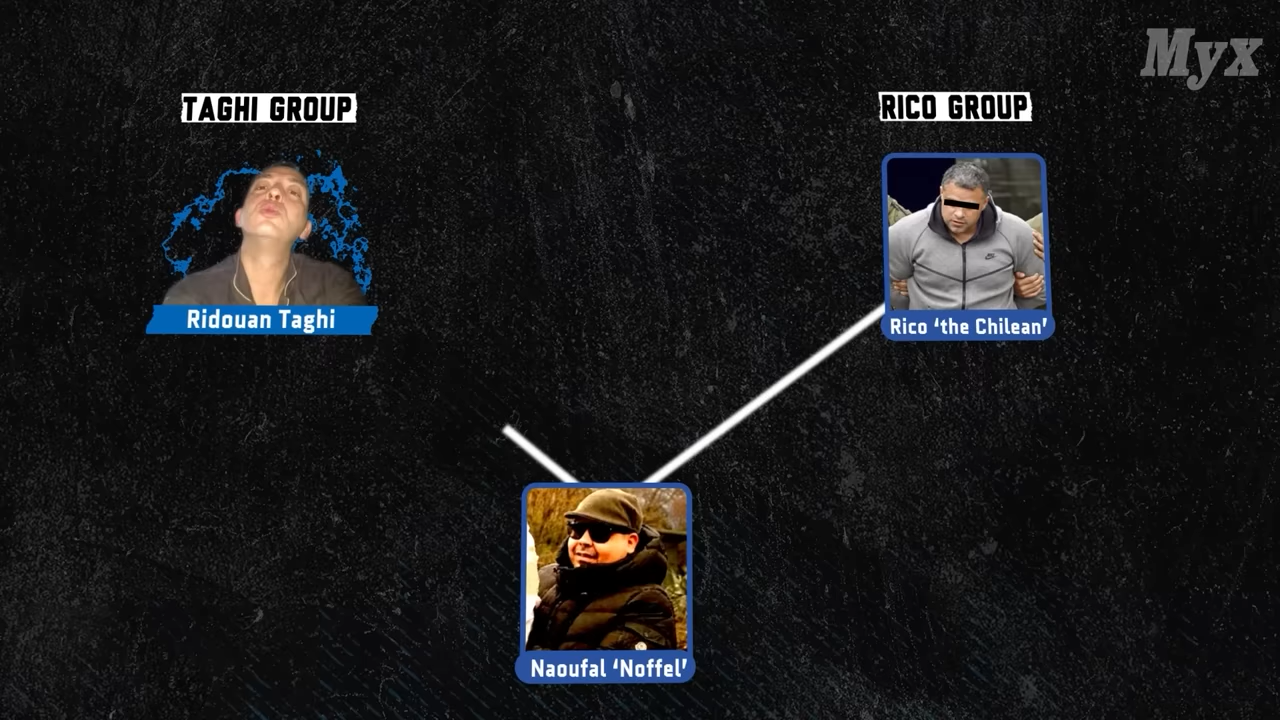 Myx
TAGHI GROUP
RICO GROUP
Ridouan Taghi
Rico ‘the Chilean’
Naoufal ‘Noffel’